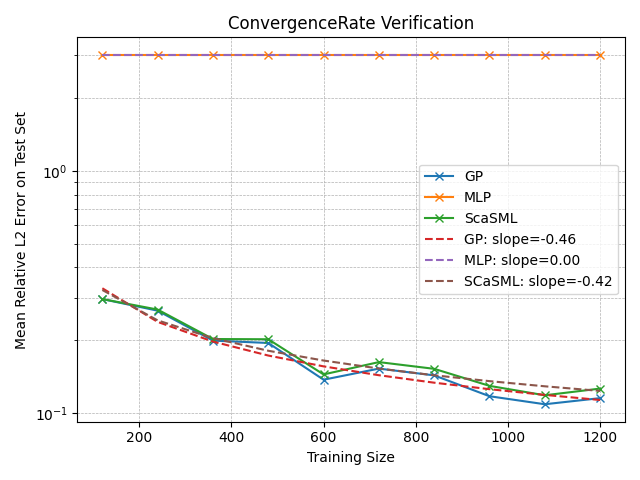 ConvergenceRate Verification
Mean Relative L2 Error on Test Set
10⁰
10⁻¹
GP
MLP
ScaSML
GP: slope=-0.46
MLP: slope=0.00
SCaSML: slope=-0.42
200 400 600 800 1000 1200
Training Size